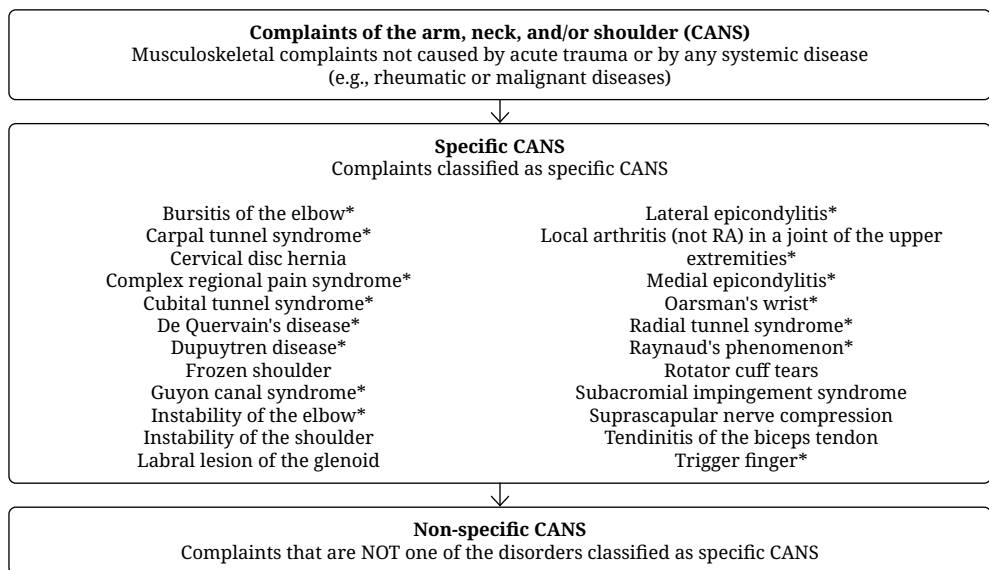 Complaints of the arm, neck, and/or shoulder (CANS)
Musculoskeletal complaints not caused by acute trauma or by any systemic disease
(e.g., rheumatic or malignant diseases)
Specific CANS
Complaints classified as specific CANS
Bursitis of the elbow*
Carpal tunnel syndrome*
Cervical disc hernia
Complex regional pain syndrome*
Cubital tunnel syndrome*
De Quervain's disease*
Dupuytren disease*
Frozen shoulder
Guyon canal syndrome*
Instability of the elbow*
Instability of the shoulder
Labral lesion of the glenoid
Lateral epicondylitis*
Local arthritis (not RA) in a joint of the upper
extremities*
Medial epicondylitis*
Oarsman's wrist*
Radial tunnel syndrome*
Raynaud's phenomenon*
Rotator cuff tears
Subacromial impingement syndrome
Suprascapular nerve compression
Tendinitis of the biceps tendon
Trigger finger*
Non-specific CANS
Complaints that are NOT one of the disorders classified as specific CANS